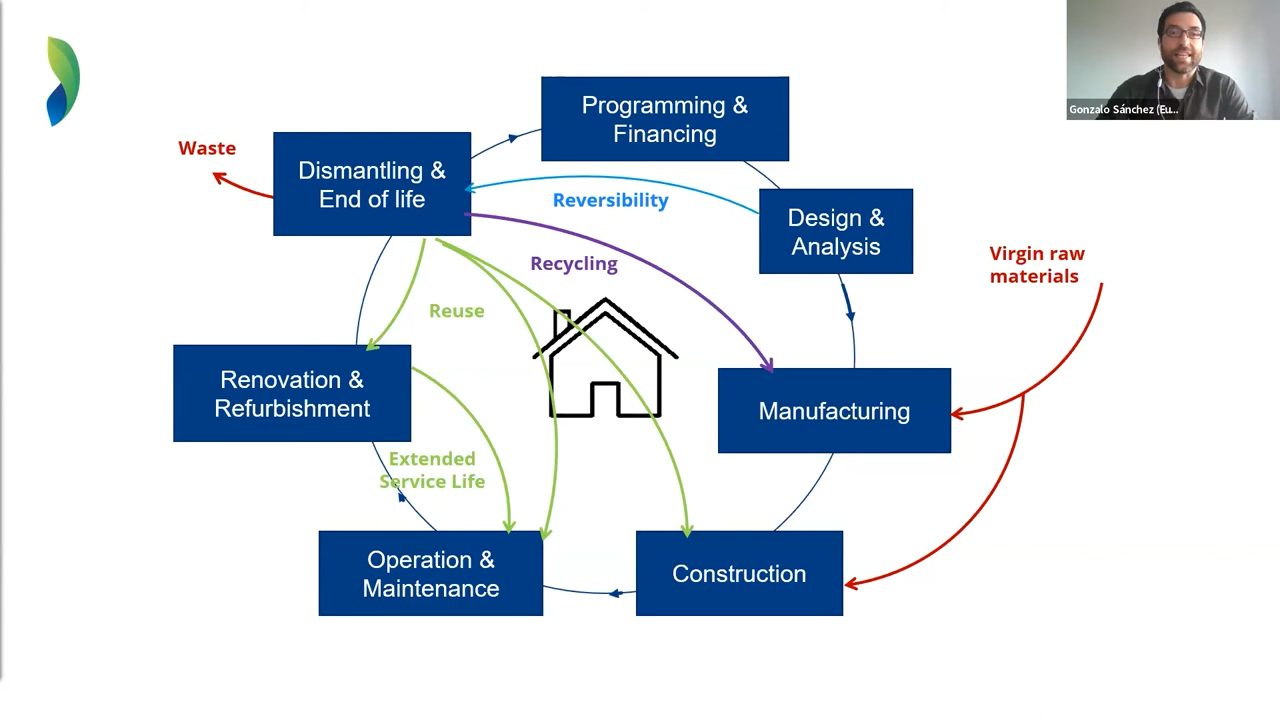 Gonzalo Sánchez (Eu...
Programming &
Financing
Waste
Dismantling &
End of life
Reversibility
Design &
Analysis
Recycling
Virgin raw
materials
Reuse
Renovation &
Refurbishment
Manufacturing
Extended
Service Life
Operation &
Maintenance
Construction